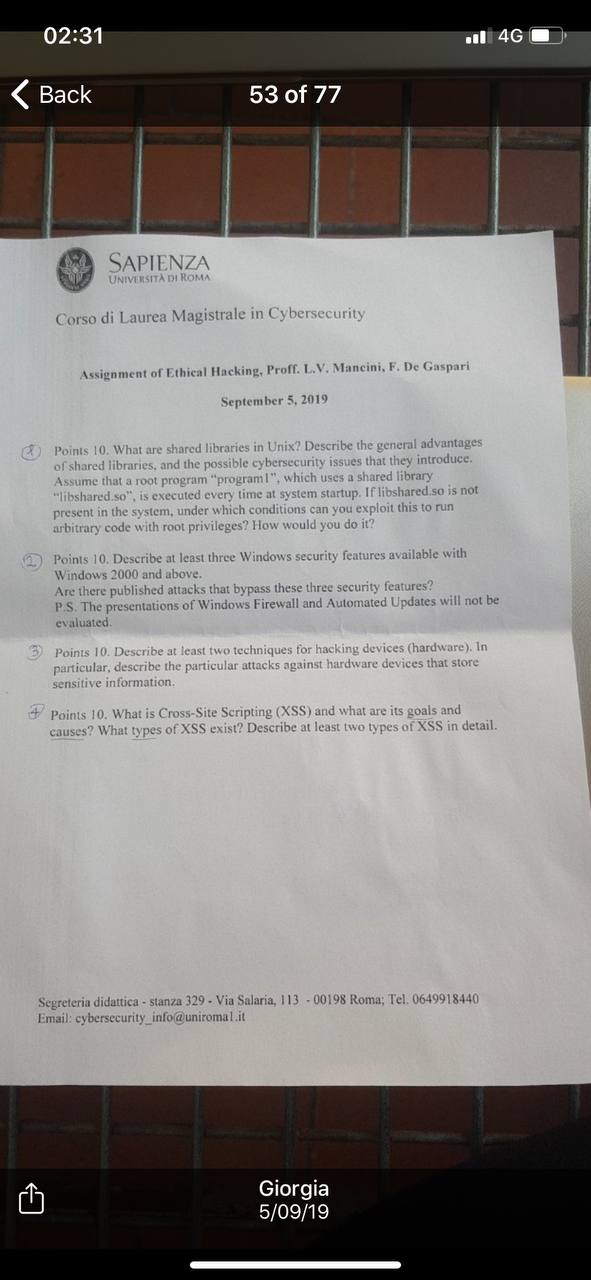 02:31
4G
Back
53 of 77
SAPIENZA
UNIVERSITÀ DI ROMA
Corso di Laurea Magistrale in Cybersecurity
Assignment of Ethical Hacking, Proff. L.V. Mancini, F. De Gaspari
September 5, 2019
Points 10. What are shared libraries in Unix? Describe the general advantages
of shared libraries, and the possible cybersecurity issues that they introduce.
Assume that a root program “program1”, which uses a shared library
“libshared.so”, is executed every time at system startup. If libshared.so is not
present in the system, under which conditions can you exploit this to run
arbitrary code with root privileges? How would you do it?
2 Points 10. Describe at least three Windows security features available with
Windows 2000 and above.
Are there published attacks that bypass these three security features?
P.S. The presentations of Windows Firewall and Automated Updates will not be
evaluated.
3 Points 10. Describe at least two techniques for hacking devices (hardware). In
particular, describe the particular attacks against hardware devices that store
sensitive information.
4 Points 10. What is Cross-Site Scripting (XSS) and what are its goals and
causes? What types of XSS exist? Describe at least two types of XSS in detail.
Segreteria didattica - stanza 329 - Via Salaria, 113 - 00198 Roma; Tel. 0649918440
Email: cybersecurity_info@uniroma1.it
Giorgia
5/09/19